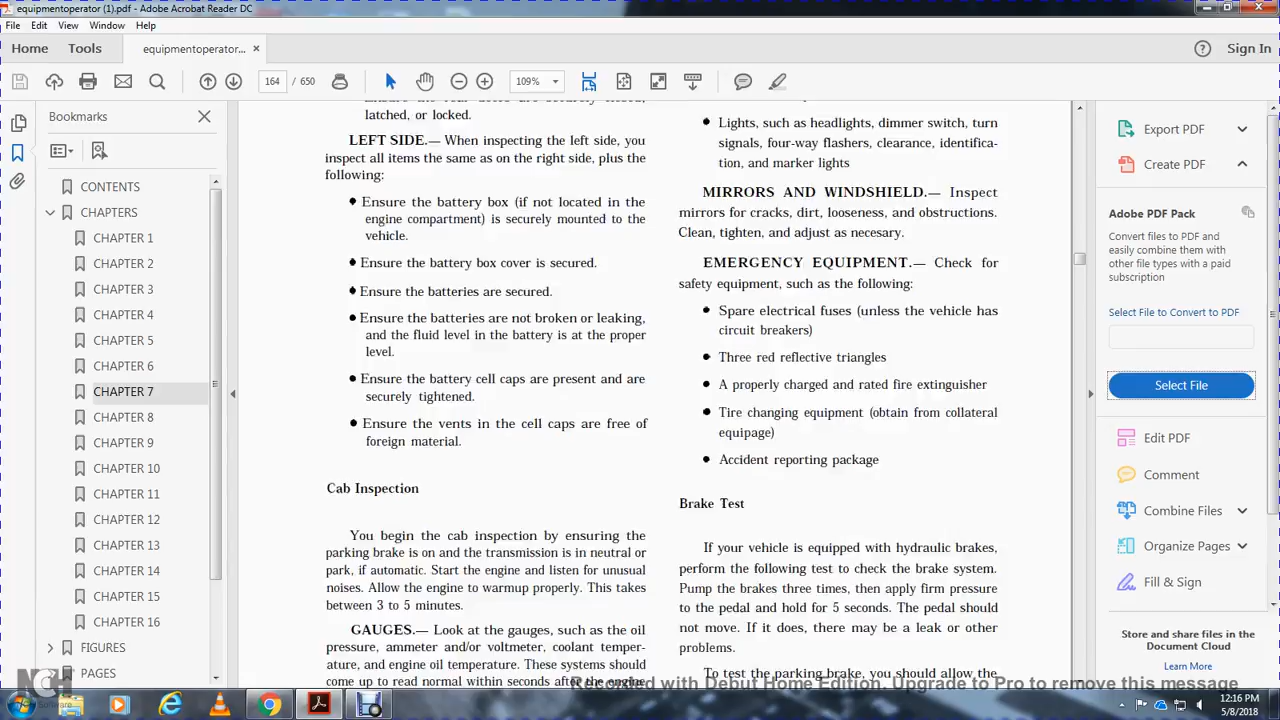 equipmentoperator (1).pdf - Adobe Acrobat Reader DC
File Edit View Window Help
Home Tools equipmentoperator... × Sign In
164 / 650 109%
Bookmarks
CONTENTS
CHAPTERS
CHAPTER 1
CHAPTER 2
CHAPTER 3
CHAPTER 4
CHAPTER 5
CHAPTER 6
CHAPTER 7
CHAPTER 8
CHAPTER 9
CHAPTER 10
CHAPTER 11
CHAPTER 12
CHAPTER 13
CHAPTER 14
CHAPTER 15
CHAPTER 16
FIGURES
PAGES
latched, or locked.
LEFT SIDE.— When inspecting the left side, you
inspect all items the same as on the right side, plus the
following:
● Ensure the battery box (if not located in the
engine compartment) is securely mounted to the
vehicle.
● Ensure the battery box cover is secured.
● Ensure the batteries are secured.
● Ensure the batteries are not broken or leaking,
and the fluid level in the battery is at the proper
level.
● Ensure the battery cell caps are present and are
securely tightened.
● Ensure the vents in the cell caps are free of
foreign material.
Cab Inspection
You begin the cab inspection by ensuring the
parking brake is on and the transmission is in neutral or
park, if automatic. Start the engine and listen for unusual
noises. Allow the engine to warmup properly. This takes
between 3 to 5 minutes.
GAUGES.— Look at the gauges, such as the oil
pressure, ammeter and/or voltmeter, coolant temper-
ature, and engine oil temperature. These systems should
come up to read normal within seconds after the engine
● Lights, such as headlights, dimmer switch, turn
signals, four-way flashers, clearance, identifica-
tion, and marker lights
MIRRORS AND WINDSHIELD.— Inspect
mirrors for cracks, dirt, looseness, and obstructions.
Clean, tighten, and adjust as necesary.
EMERGENCY EQUIPMENT.— Check for
safety equipment, such as the following:
● Spare electrical fuses (unless the vehicle has
circuit breakers)
● Three red reflective triangles
● A properly charged and rated fire extinguisher
● Tire changing equipment (obtain from collateral
equipage)
● Accident reporting package
Brake Test
If your vehicle is equipped with hydraulic brakes,
perform the following test to check the brake system.
Pump the brakes three times, then apply firm pressure
to the pedal and hold for 5 seconds. The pedal should
not move. If it does, there may be a leak or other
problems.
To test the parking brake, you should allow the
Export PDF
Create PDF
Adobe PDF Pack
Convert files to PDF and
easily combine them with
other file types with a paid
subscription
Select File to Convert to PDF
Select File
Edit PDF
Comment
Combine Files
Organize Pages
Fill & Sign
Store and share files in the
Document Cloud
Learn More
Recorded with Debut Home Edition. Upgrade to Pro to remove this message
NCH Software
12:16 PM
5/8/2018